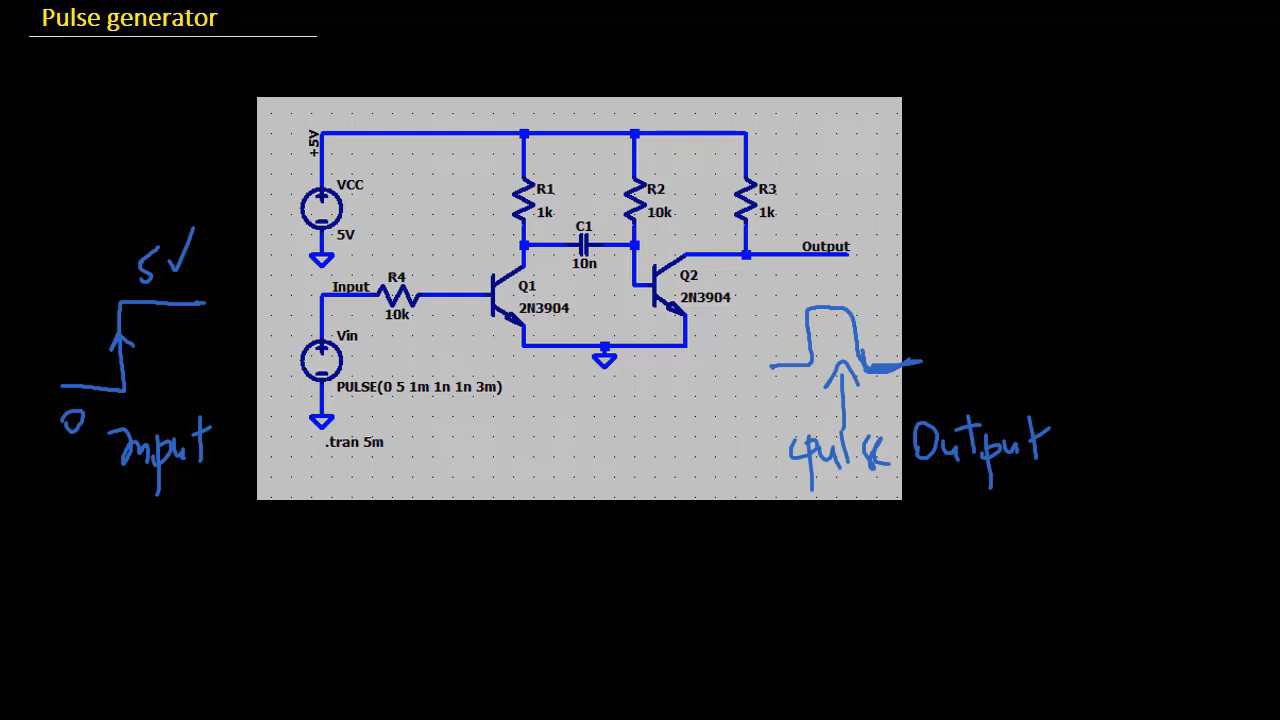 Pulse generator
+5V
VCC
5V
R1
1k
R2
10k
R3
1k
C1
10n
Output
Q1
2N3904
Q2
2N3904
Input
R4
10k
Vin
PULSE(0 5 1m 1n 1n 3m)
.tran 5m
5V
0
Input
Output